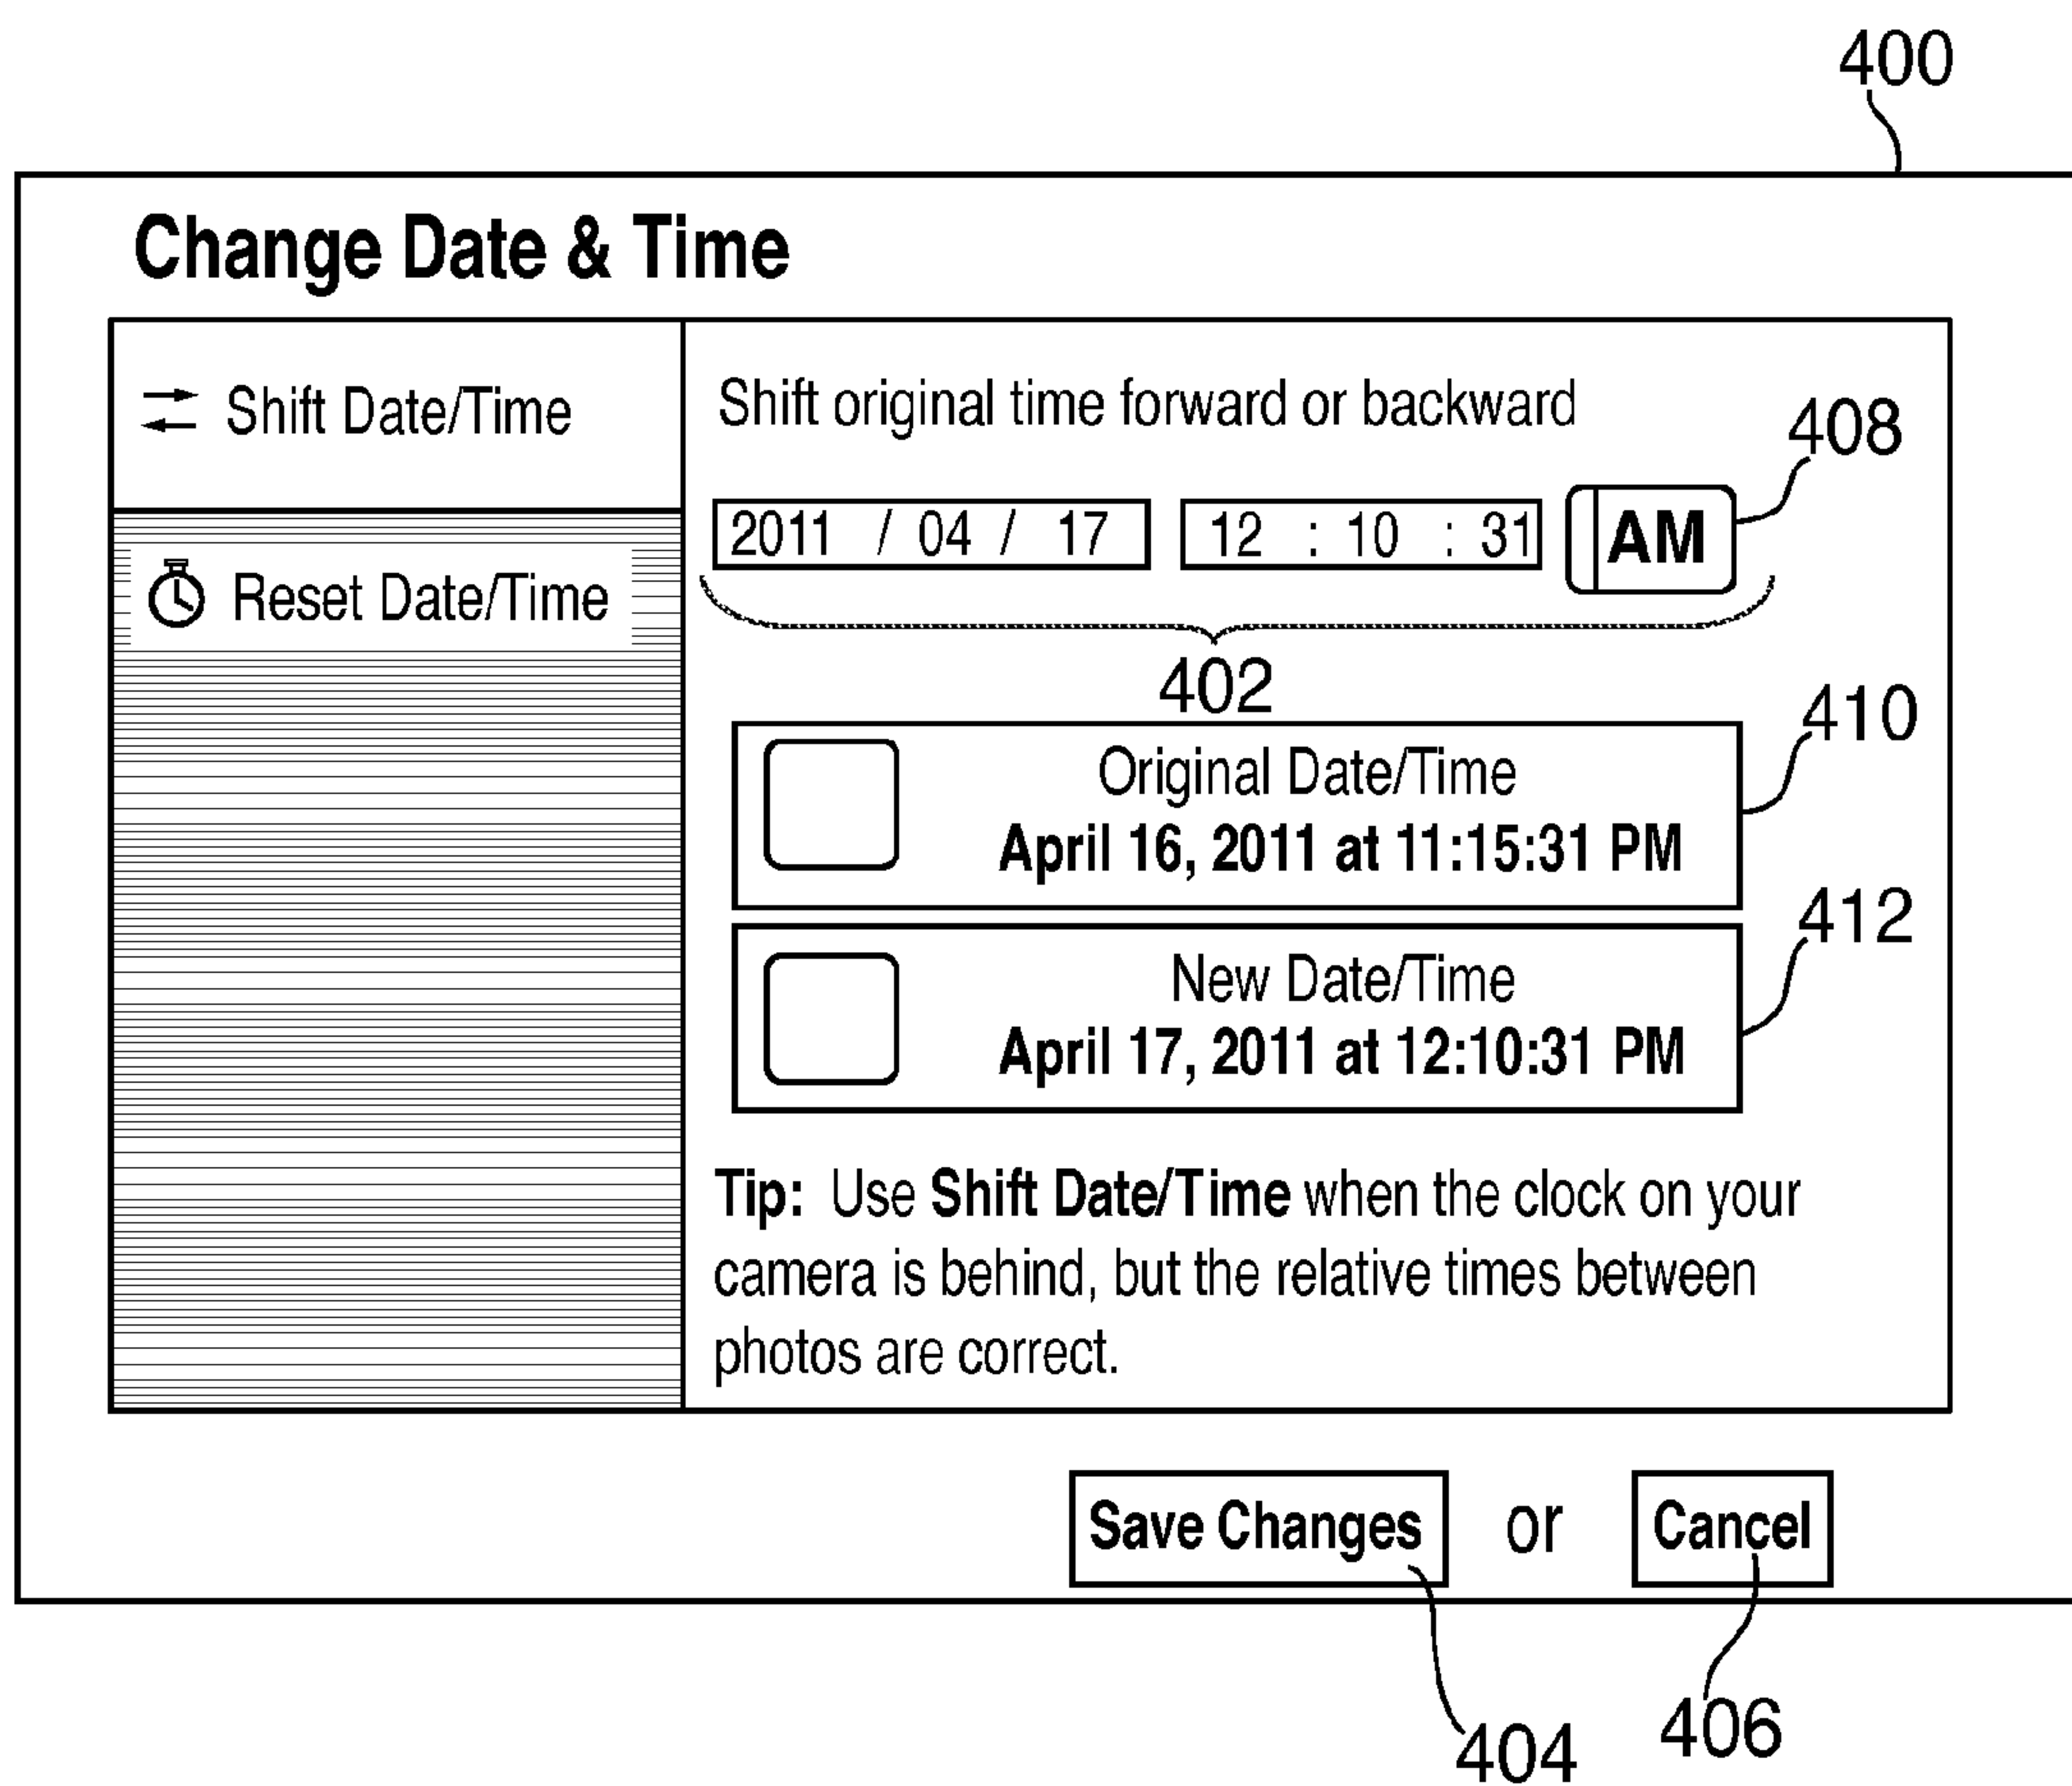 400
Change Date & Time
Shift Date/Time
Reset Date/Time
Shift original time forward or backward
408
2011 / 04 / 17 12 : 10 : 31 AM
402
410
Original Date/Time
April 16, 2011 at 11:15:31 PM
412
New Date/Time
April 17, 2011 at 12:10:31 PM
Tip: Use Shift Date/Time when the clock on your
camera is behind, but the relative times between
photos are correct.
Save Changes or Cancel
404
406